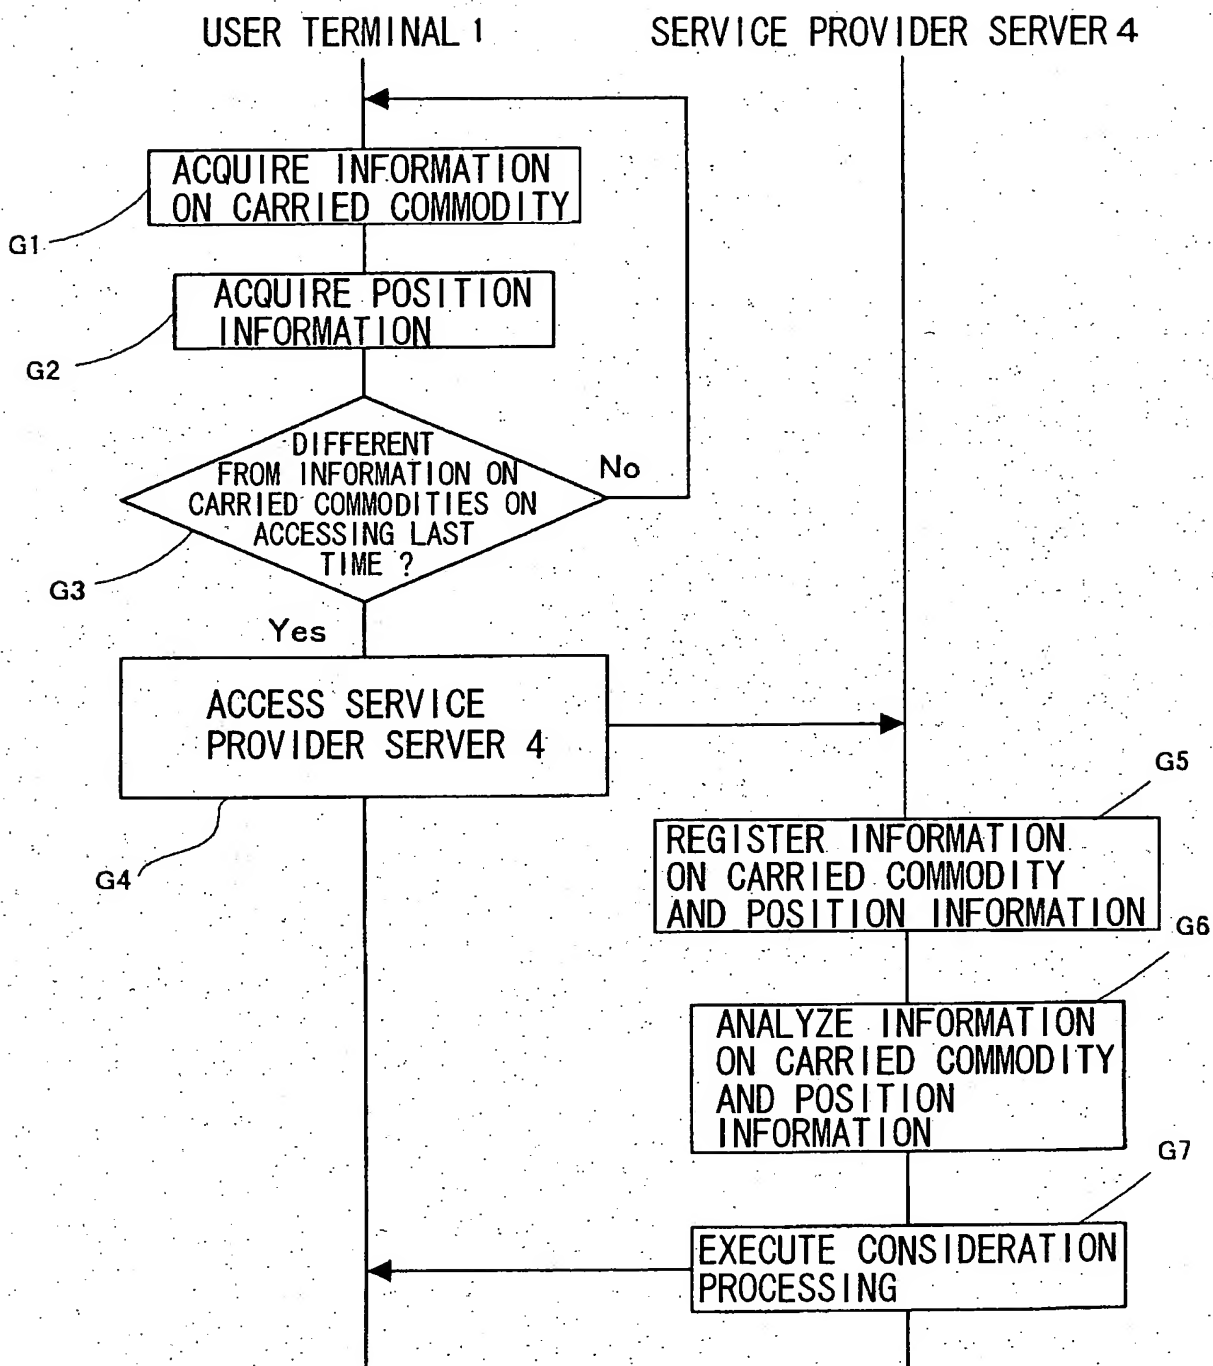 USER TERMINAL 1
SERVICE PROVIDER SERVER 4
ACQUIRE INFORMATION
ON CARRIED COMMODITY
G1
ACQUIRE POSITION
INFORMATION
G2
DIFFERENT
FROM INFORMATION ON
CARRIED COMMODITIES ON
ACCESSING LAST
TIME ?
No
G3
Yes
ACCESS SERVICE
PROVIDER SERVER 4
G4
G5
REGISTER INFORMATION
ON CARRIED COMMODITY
AND POSITION INFORMATION
G6
ANALYZE INFORMATION
ON CARRIED COMMODITY
AND POSITION
INFORMATION
G7
EXECUTE CONSIDERATION
PROCESSING